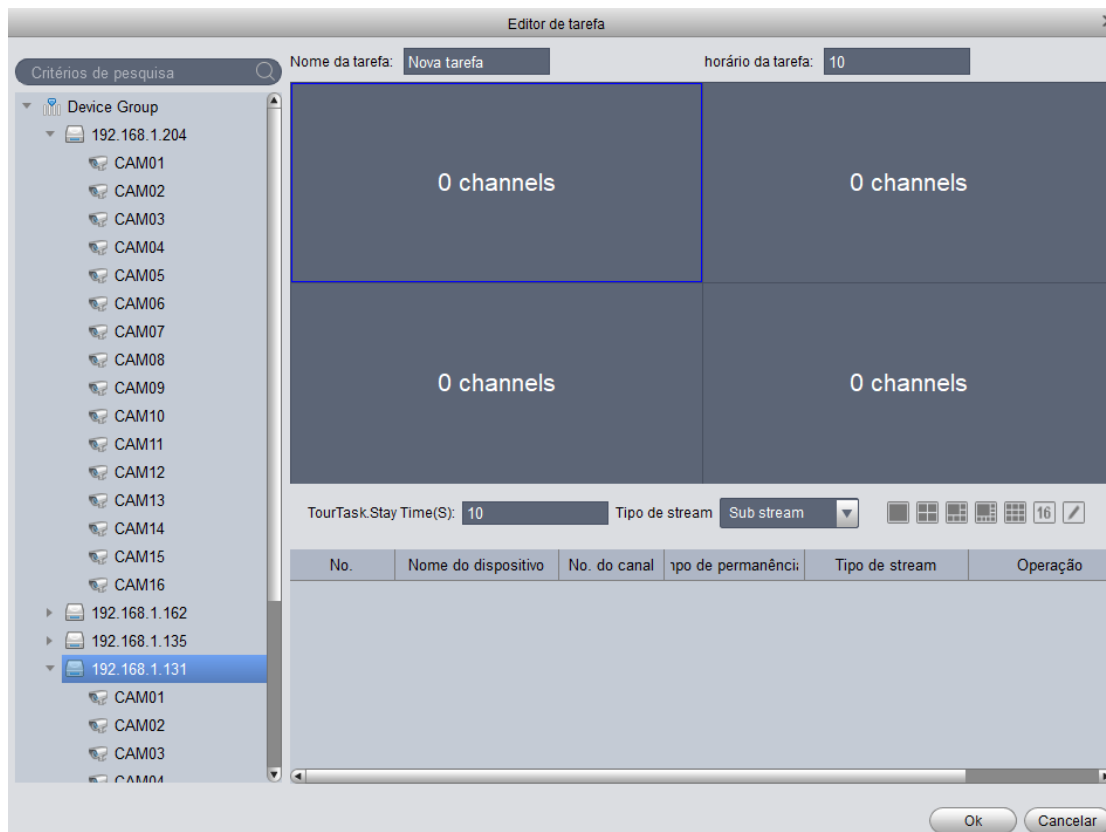 Editor de tarefa
Critérios de pesquisa
Nome da tarefa: Nova tarefa horário da tarefa: 10
Device Group
192.168.1.204
CAM01
CAM02
CAM03
CAM04
CAM05
CAM06
CAM07
CAM08
CAM09
CAM10
CAM11
CAM12
CAM13
CAM14
CAM15
CAM16
192.168.1.162
192.168.1.135
192.168.1.131
CAM01
CAM02
CAM03
CAM04
0 channels 0 channels
0 channels 0 channels
TourTask.Stay Time(S): 10 Tipo de stream Sub stream 16
No. Nome do dispositivo No. do canal de permanência Tipo de stream Operação
Ok Cancelar